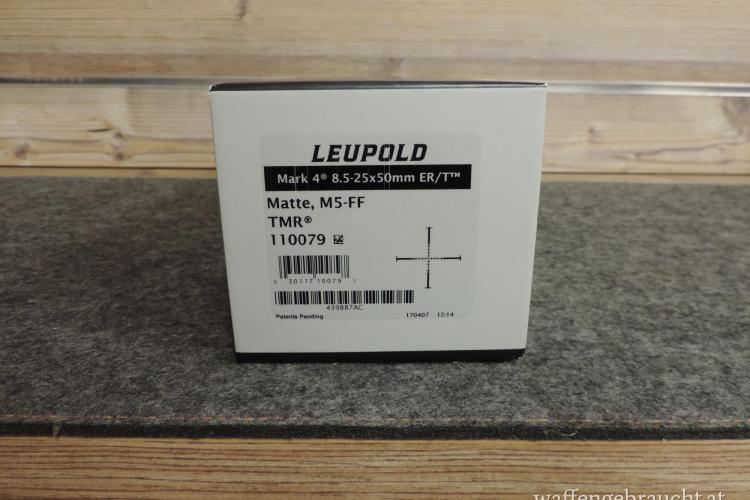 LEUPOLD
Mark 4® 8.5-25x50mm ER/T™
Matte, M5-FF
TMR®
110079
0 30317 10079 7
439887AC
Patents Pending 170407 12:14
waffengebraucht.at